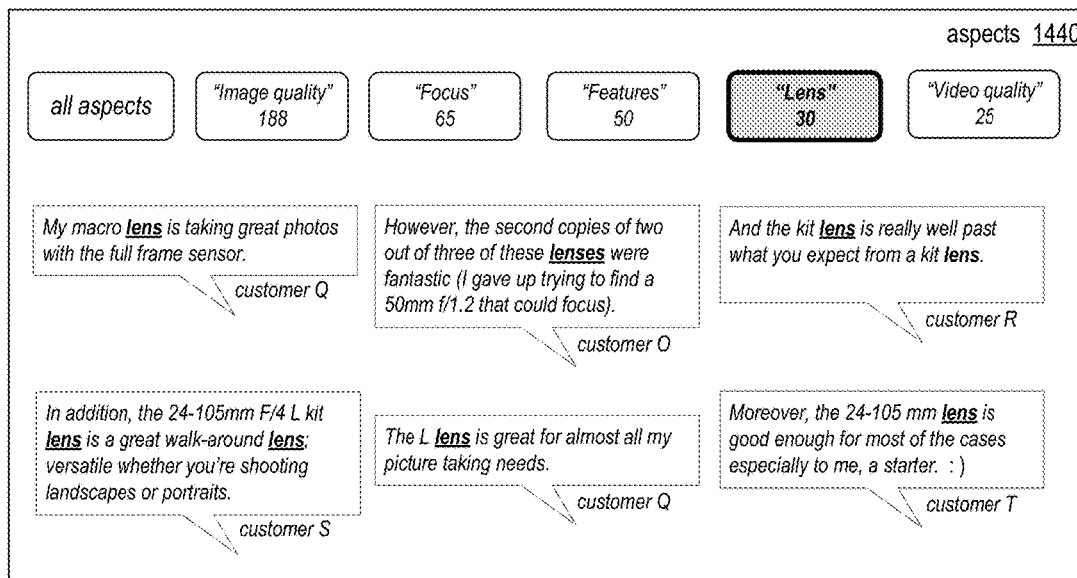 aspects 1440
all aspects
"Image quality"
188
"Focus"
65
"Features"
50
"Lens"
30
"Video quality"
25
My macro lens is taking great photos
with the full frame sensor.
customer Q
However, the second copies of two
out of three of these lenses were
fantastic (I gave up trying to find a
50mm f/1.2 that could focus).
customer O
And the kit lens is really well past
what you expect from a kit lens.
customer R
In addition, the 24-105mm F/4 L kit
lens is a great walk-around lens;
versatile whether you're shooting
landscapes or portraits.
customer S
The L lens is great for almost all my
picture taking needs.
customer Q
Moreover, the 24-105 mm lens is
good enough for most of the cases
especially to me, a starter. : )
customer T